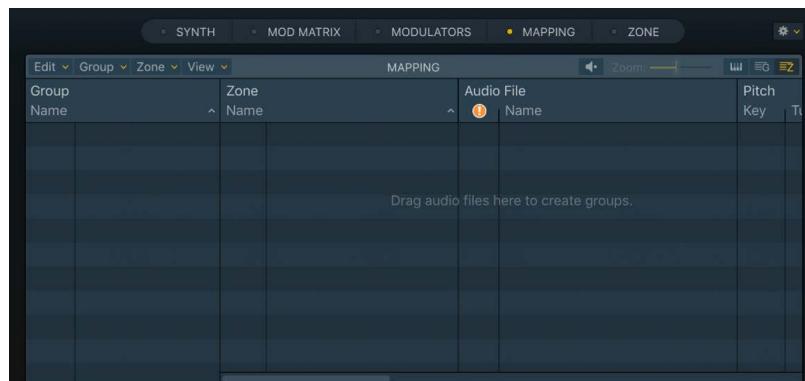 SYNTH MOD MATRIX MODULATORS MAPPING ZONE
Edit Group Zone View MAPPING Zoom: G Z
Group Zone Audio File Pitch
Name Name Name Key Tu
Drag audio files here to create groups.